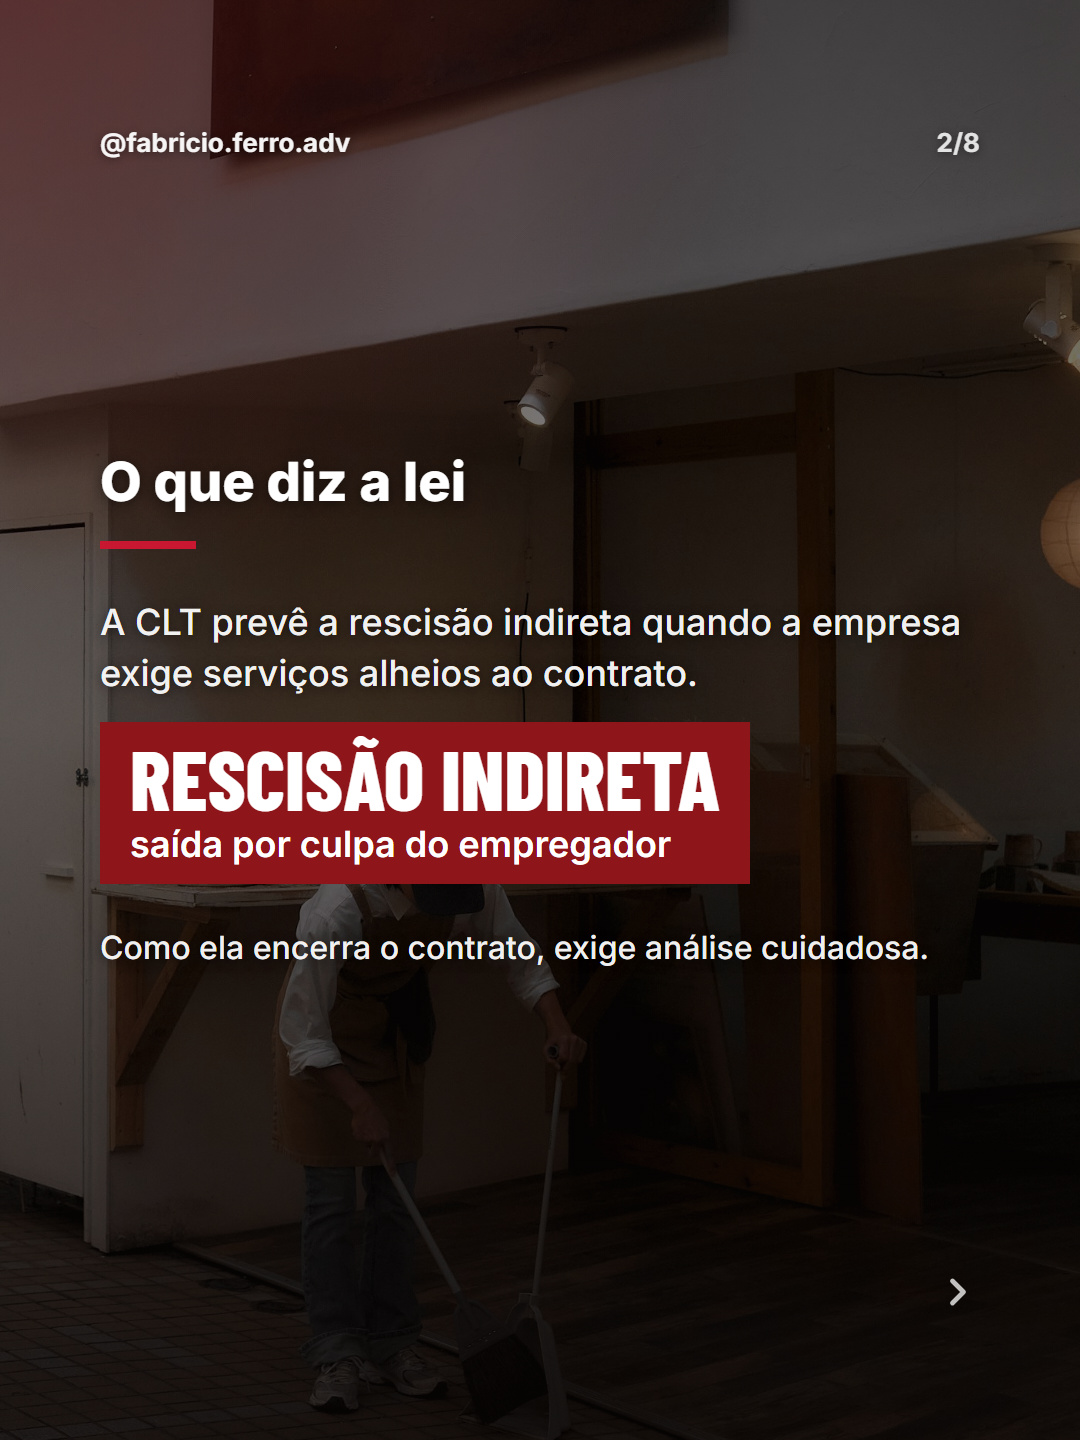 @fabricio.ferro.adv
2/8
O que diz a lei
A CLT prevê a rescisão indireta quando a empresa
exige serviços alheios ao contrato.
RESCISÃO INDIRETA
saída por culpa do empregador
Como ela encerra o contrato, exige análise cuidadosa.